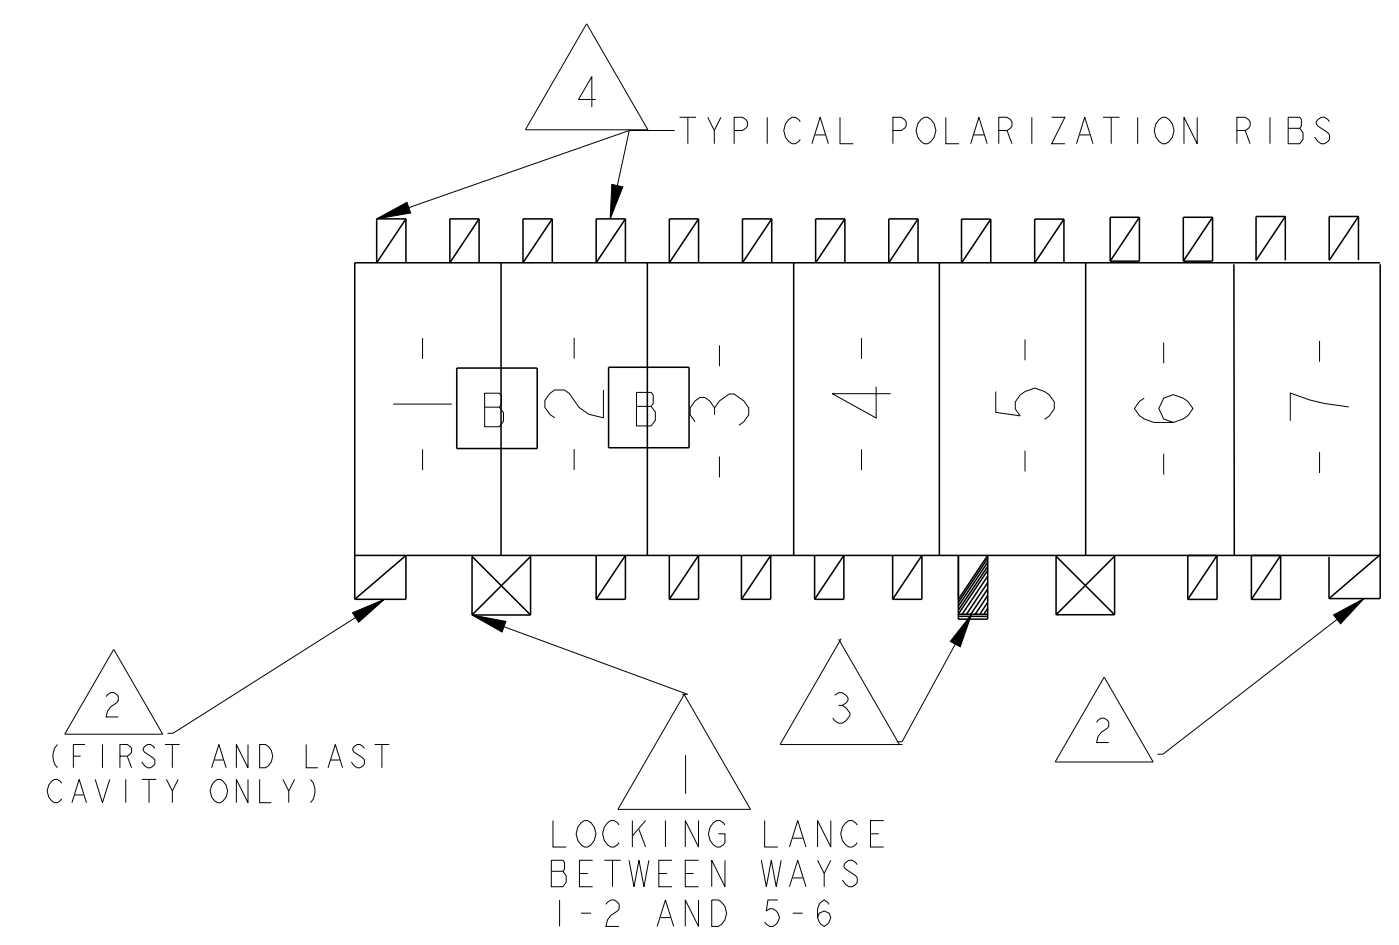 4
TYPICAL POLARIZATION RIBS
-1-
B
-2-
B
-3-
-4-
-5-
-6-
-7-
2
(FIRST AND LAST
CAVITY ONLY)
1
LOCKING LANCE
BETWEEN WAYS
1-2 AND 5-6
3
2